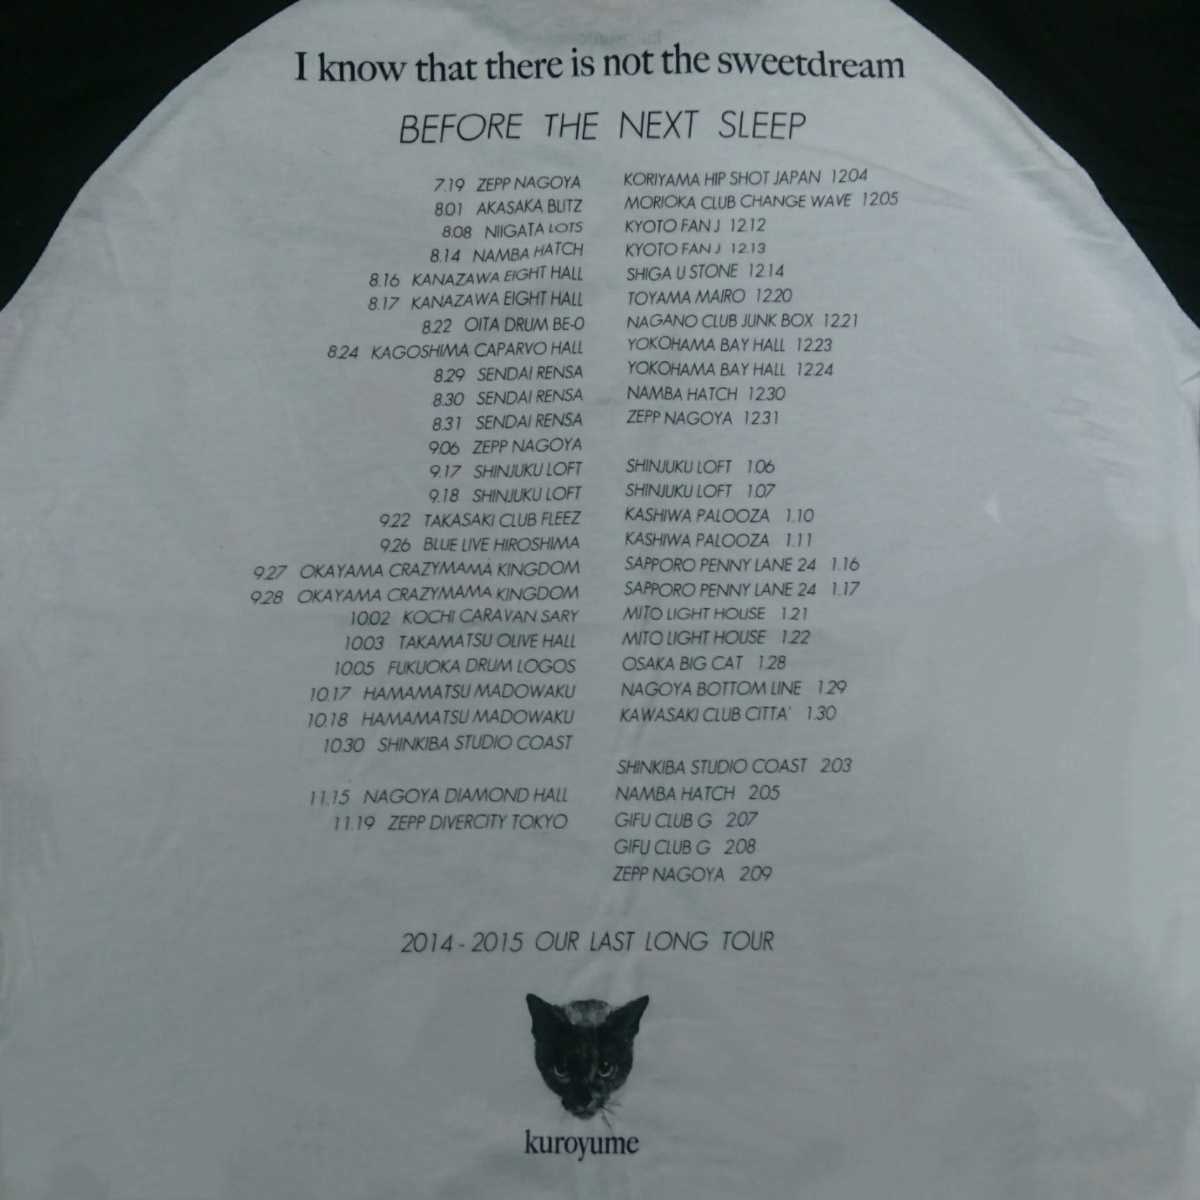 I know that there is not the sweetdream
BEFORE THE NEXT SLEEP
7.19 ZEPP NAGOYA
8.01 AKASAKA BLITZ
8.08 NIIGATA LOTS
8.14 NAMBA HATCH
8.16 KANAZAWA EIGHT HALL
8.17 KANAZAWA EIGHT HALL
8.22 OITA DRUM BE-0
8.24 KAGOSHIMA CAPARVO HALL
8.29 SENDAI RENSA
8.30 SENDAI RENSA
8.31 SENDAI RENSA
9.06 ZEPP NAGOYA
9.17 SHINJUKU LOFT
9.18 SHINJUKU LOFT
9.22 TAKASAKI CLUB FLEEZ
9.26 BLUE LIVE HIROSHIMA
9.27 OKAYAMA CRAZYMAMA KINGDOM
9.28 OKAYAMA CRAZYMAMA KINGDOM
10.02 KOCHI CARAVAN SARY
10.03 TAKAMATSU OLIVE HALL
10.05 FUKUOKA DRUM LOGOS
10.17 HAMAMATSU MADOWAKU
10.18 HAMAMATSU MADOWAKU
10.30 SHINKIBA STUDIO COAST
11.15 NAGOYA DIAMOND HALL
11.19 ZEPP DIVERCITY TOKYO
KORIYAMA HIP SHOT JAPAN 12.04
MORIOKA CLUB CHANGE WAVE 12.05
KYOTO FAN J 12.12
KYOTO FAN J 12.13
SHIGA U STONE 12.14
TOYAMA MAIRO 12.20
NAGANO CLUB JUNK BOX 12.21
YOKOHAMA BAY HALL 12.23
YOKOHAMA BAY HALL 12.24
NAMBA HATCH 12.30
ZEPP NAGOYA 12.31
SHINJUKU LOFT 1.06
SHINJUKU LOFT 1.07
KASHIWA PALOOZA 1.10
KASHIWA PALOOZA 1.11
SAPPORO PENNY LANE 24 1.16
SAPPORO PENNY LANE 24 1.17
MITO LIGHT HOUSE 1.21
MITO LIGHT HOUSE 1.22
OSAKA BIG CAT 1.28
NAGOYA BOTTOM LINE 1.29
KAWASAKI CLUB CITTA' 1.30
SHINKIBA STUDIO COAST 2.03
NAMBA HATCH 2.05
GIFU CLUB G 2.07
GIFU CLUB G 2.08
ZEPP NAGOYA 2.09
2014 - 2015 OUR LAST LONG TOUR
kuroyume